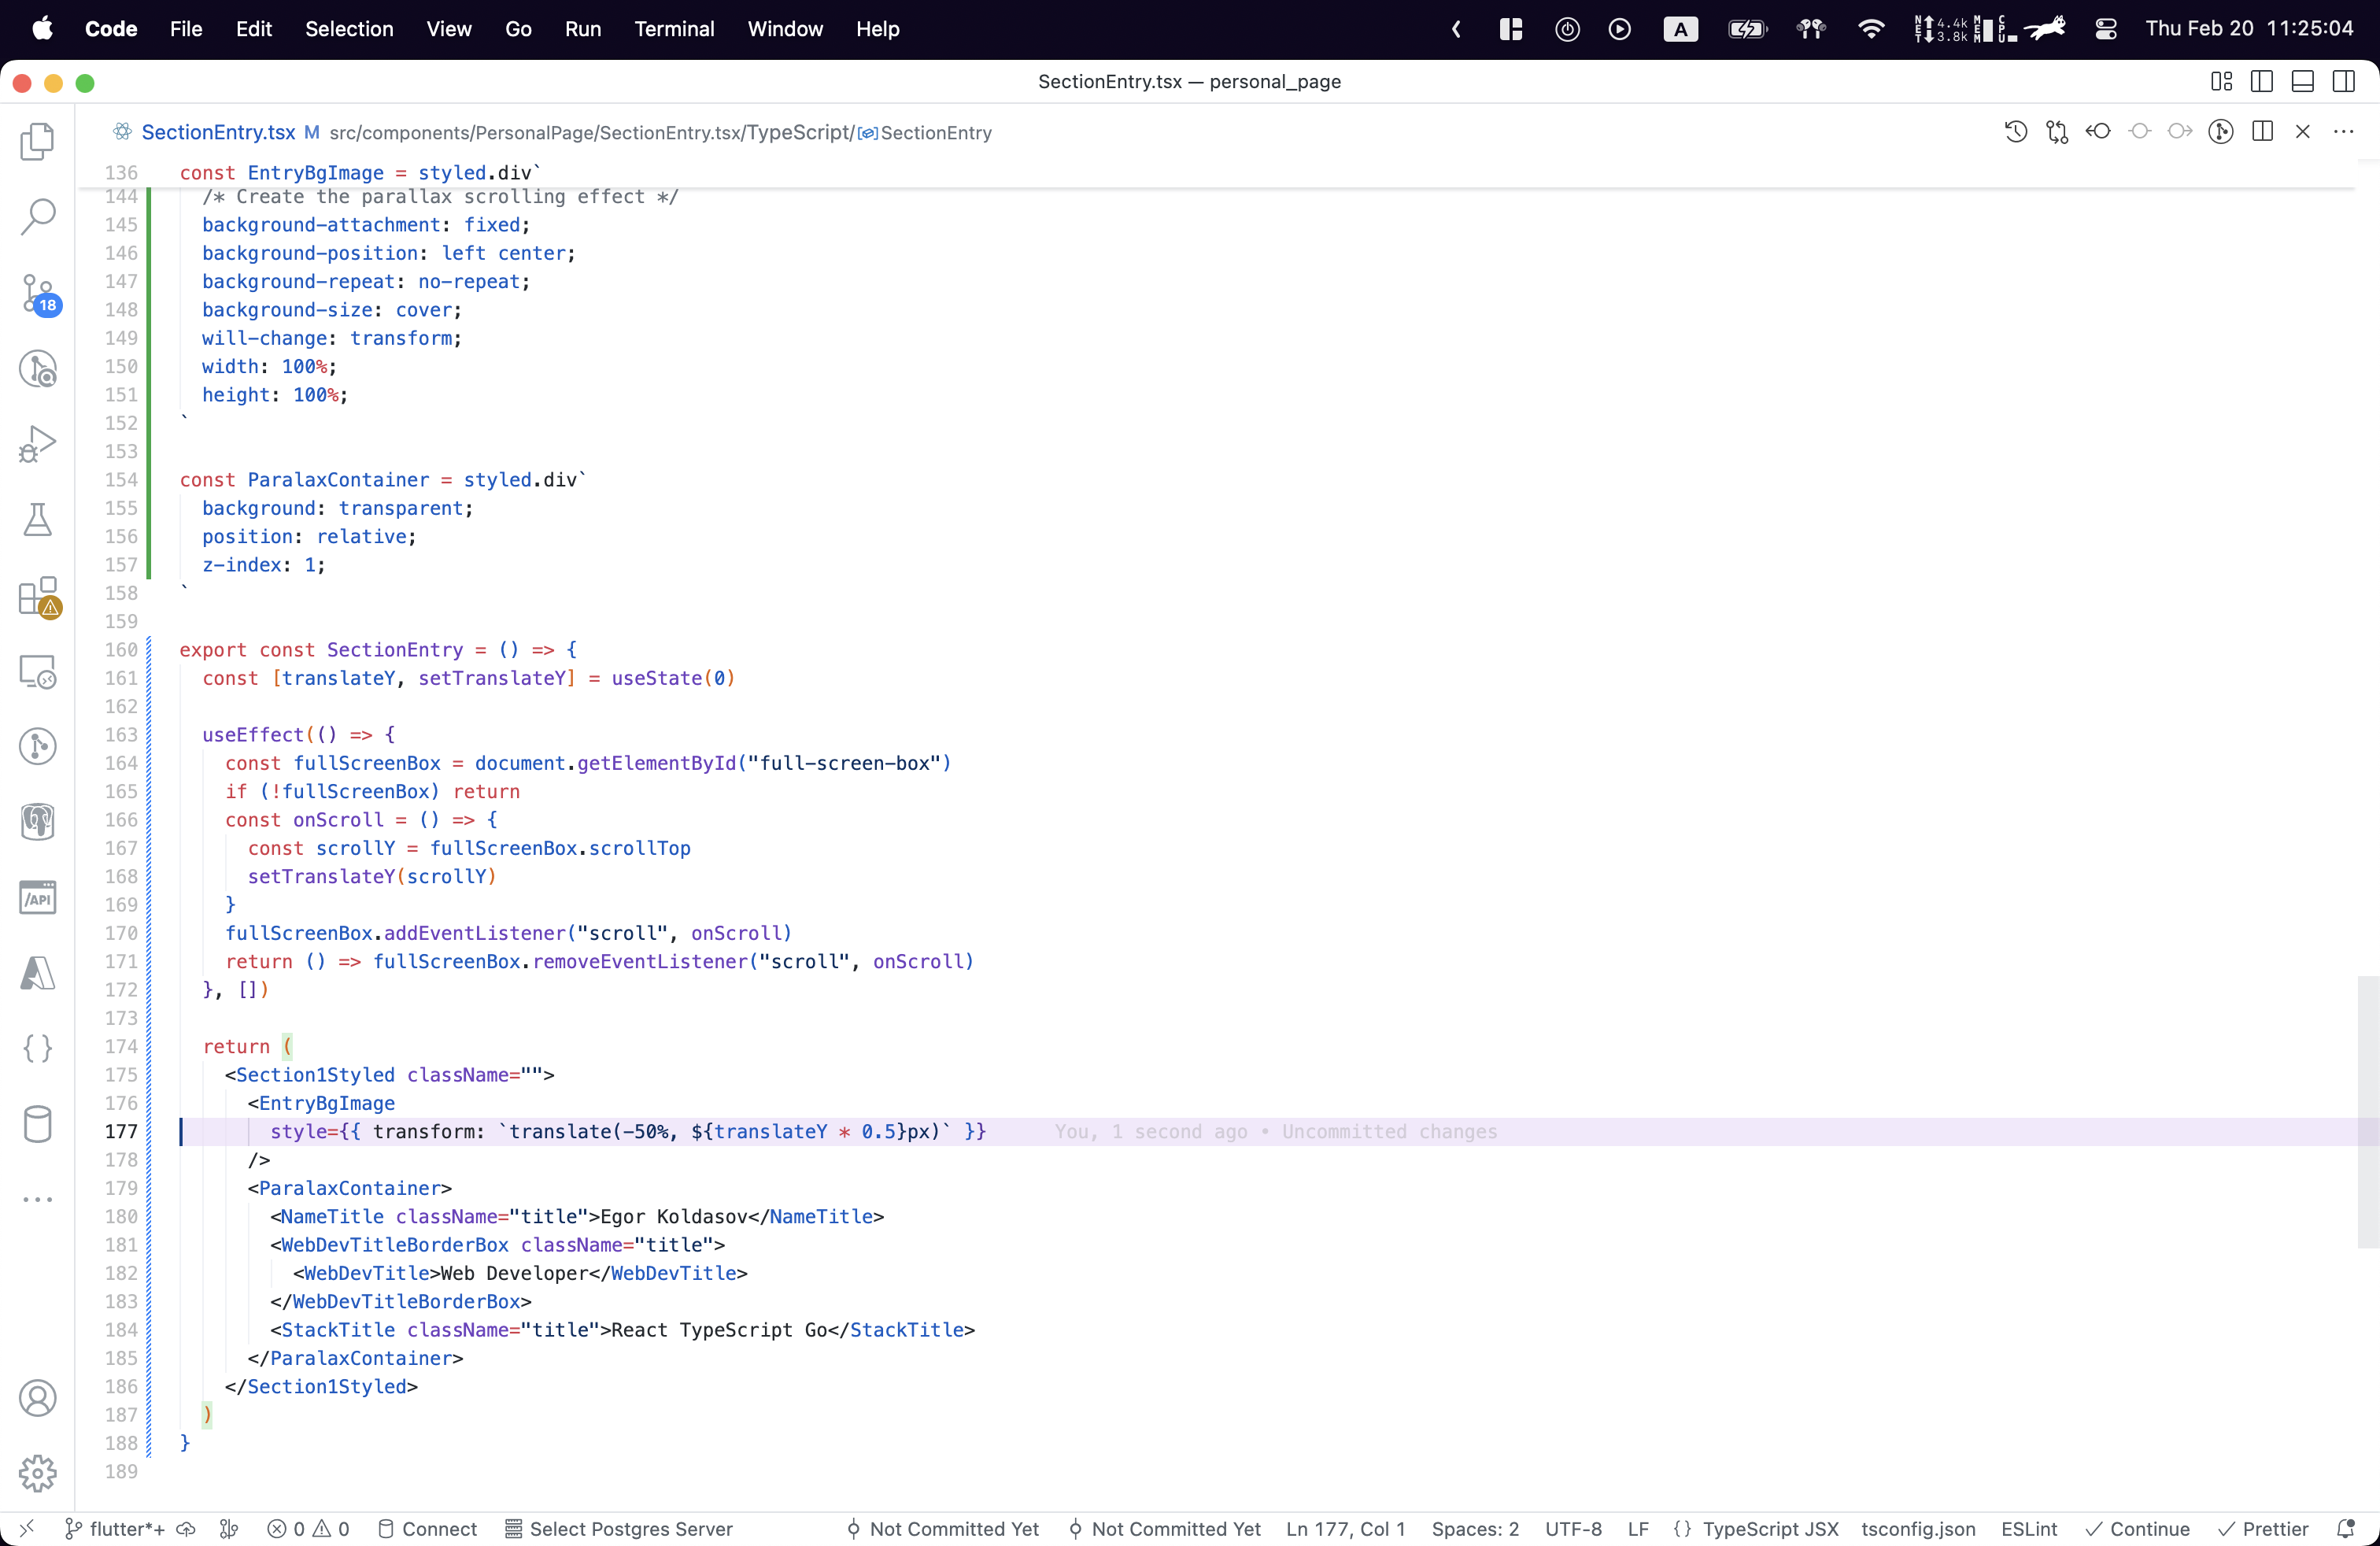 Code File Edit Selection View Go Run Terminal Window Help A NET 4.4k 3.8k MEM CPU Thu Feb 20 11:25:04
SectionEntry.tsx — personal_page
SectionEntry.tsx M src/components/PersonalPage/SectionEntry.tsx/TypeScript/SectionEntry
136 const EntryBgImage = styled.div`
144 /* Create the parallax scrolling effect */
145 background-attachment: fixed;
146 background-position: left center;
147 background-repeat: no-repeat;
148 background-size: cover;
149 will-change: transform;
150 width: 100%;
151 height: 100%;
152 `
153
154 const ParalaxContainer = styled.div`
155 background: transparent;
156 position: relative;
157 z-index: 1;
158 `
159
160 export const SectionEntry = () => {
161 const [translateY, setTranslateY] = useState(0)
162
163 useEffect(() => {
164 const fullScreenBox = document.getElementById("full-screen-box")
165 if (!fullScreenBox) return
166 const onScroll = () => {
167 const scrollY = fullScreenBox.scrollTop
168 setTranslateY(scrollY)
169 }
170 fullScreenBox.addEventListener("scroll", onScroll)
171 return () => fullScreenBox.removeEventListener("scroll", onScroll)
172 }, [])
173
174 return (
175 <Section1Styled className="">
176 <EntryBgImage
177 style={{ transform: `translate(-50%, ${translateY * 0.5}px)` }} You, 1 second ago • Uncommitted changes
178 />
179 <ParalaxContainer>
180 <NameTitle className="title">Egor Koldasov</NameTitle>
181 <WebDevTitleBorderBox className="title">
182 <WebDevTitle>Web Developer</WebDevTitle>
183 </WebDevTitleBorderBox>
184 <StackTitle className="title">React TypeScript Go</StackTitle>
185 </ParalaxContainer>
186 </Section1Styled>
187 )
188 }
189
18
/API
flutter*+ 0 0 Connect Select Postgres Server Not Committed Yet Not Committed Yet Ln 177, Col 1 Spaces: 2 UTF-8 LF {} TypeScript JSX tsconfig.json ESLint Continue Prettier